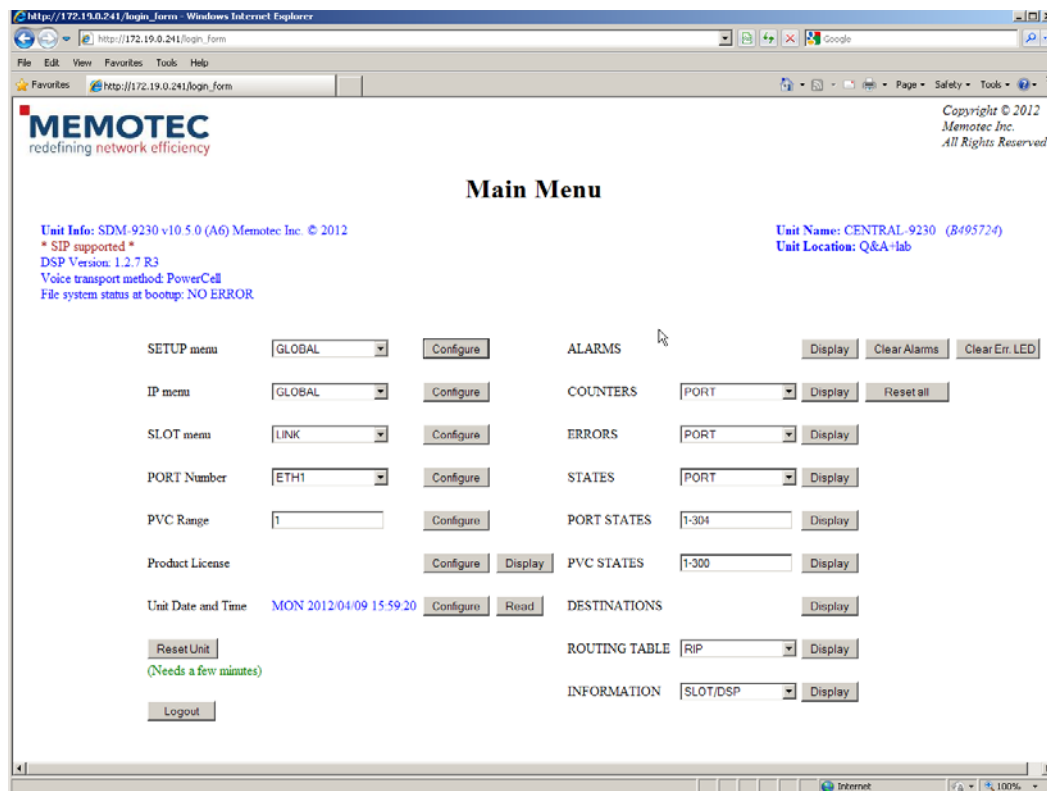 http://172.19.0.241/login_form - Windows Internet Explorer
http://172.19.0.241/login_form
Google
File Edit View Favorites Tools Help
Favorites http://172.19.0.241/login_form Page Safety Tools
MEMOTEC
redefining network efficiency
Copyright © 2012
Memotec Inc.
All Rights Reserved
Main Menu
Unit Info: SDM-9230 v10.5.0 (A6) Memotec Inc. © 2012
* SIP supported *
DSP Version: 1.2.7 R3
Voice transport method: PowerCell
File system status at bootup: NO ERROR
Unit Name: CENTRAL-9230 (B495724)
Unit Location: Q&A+lab
SETUP menu GLOBAL Configure ALARMS Display Clear Alarms Clear Err. LED
IP menu GLOBAL Configure COUNTERS PORT Display Reset all
SLOT menu LINK Configure ERRORS PORT Display
PORT Number ETH1 Configure STATES PORT Display
PVC Range 1 Configure PORT STATES 1-304 Display
Product License Configure Display PVC STATES 1-300 Display
Unit Date and Time MON 2012/04/09 15:59:20 Configure Read DESTINATIONS Display
Reset Unit ROUTING TABLE RIP Display
(Needs a few minutes)
INFORMATION SLOT/DSP Display
Logout
Internet 100%